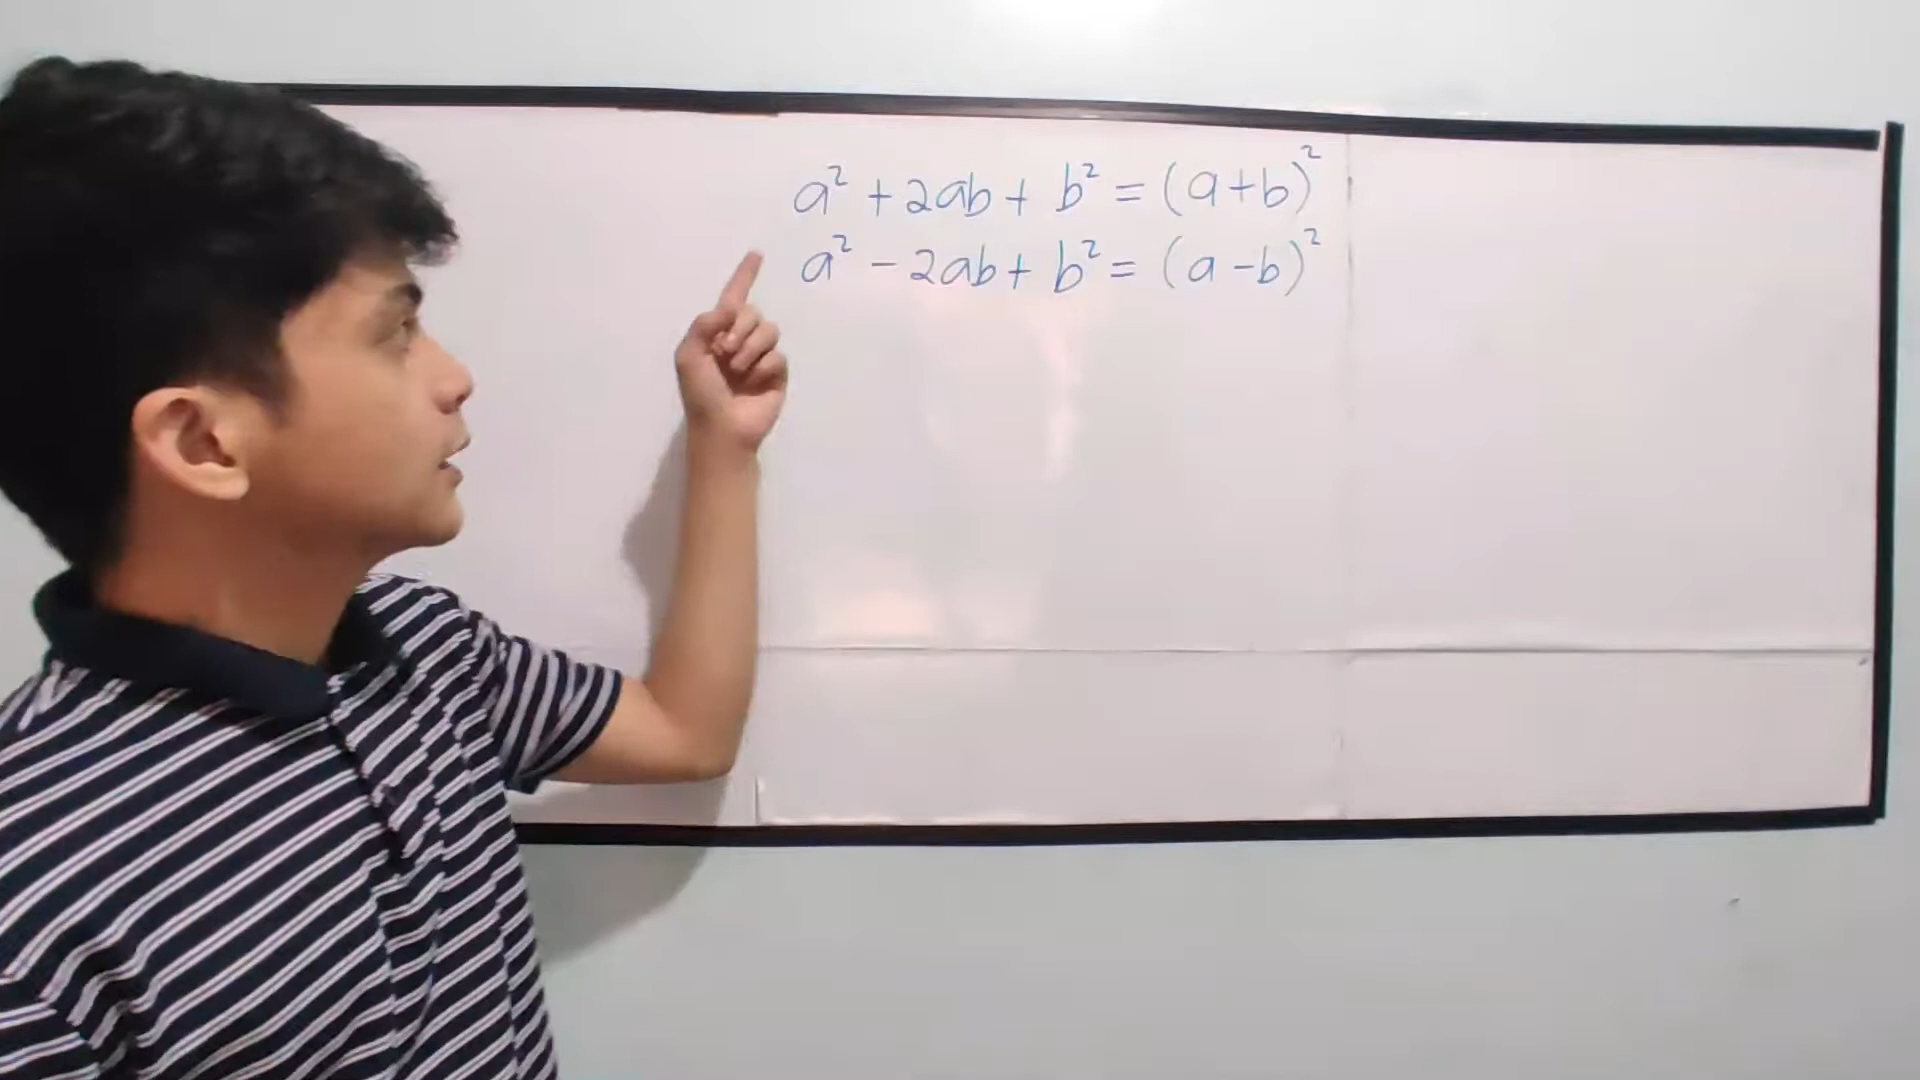 a² + 2ab + b² = (a+b)²
a² - 2ab + b² = (a-b)²